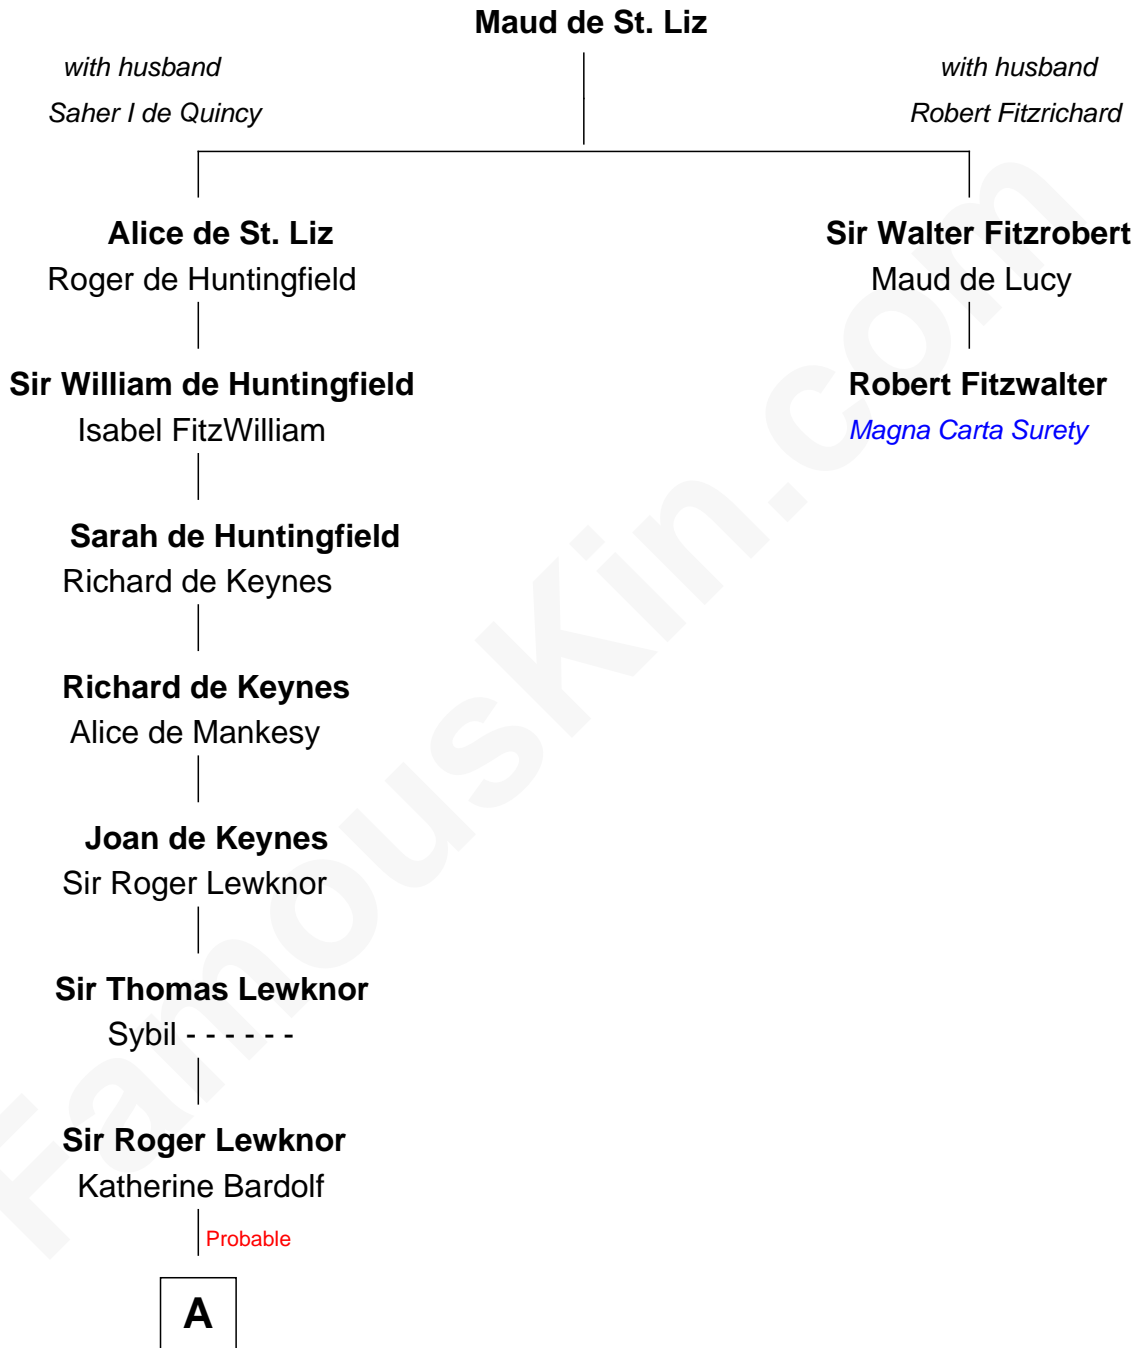 Maud de St. Liz
with husband
Saher I de Quincy
with husband
Robert Fitzrichard
Alice de St. Liz
Roger de Huntingfield
Sir Walter Fitzrobert
Maud de Lucy
Sir William de Huntingfield
Isabel FitzWilliam
Robert Fitzwalter
Magna Carta Surety
Sarah de Huntingfield
Richard de Keynes
Richard de Keynes
Alice de Mankesy
Joan de Keynes
Sir Roger Lewknor
Sir Thomas Lewknor
Sybil - - - - - -
Sir Roger Lewknor
Katherine Bardolf
Probable
A
FamousKin.com